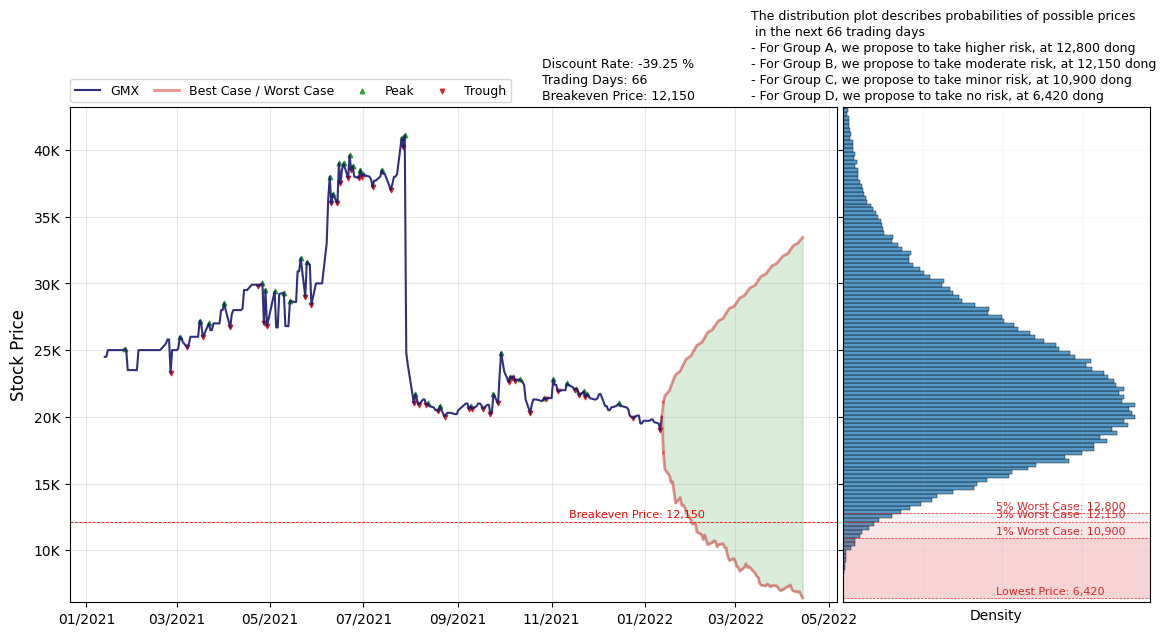 The distribution plot describes probabilities of possible prices
in the next 66 trading days
- For Group A, we propose to take higher risk, at 12,800 dong
- For Group B, we propose to take moderate risk, at 12,150 dong
- For Group C, we propose to take minor risk, at 10,900 dong
- For Group D, we propose to take no risk, at 6,420 dong
Discount Rate: -39.25 %
Trading Days: 66
Breakeven Price: 12,150
GMX Best Case / Worst Case Peak Trough
Stock Price
40K
35K
30K
25K
20K
15K
10K
Breakeven Price: 12,150
5% Worst Case: 12,800
3% Worst Case: 12,150
1% Worst Case: 10,900
Lowest Price: 6,420
01/2021 03/2021 05/2021 07/2021 09/2021 11/2021 01/2022 03/2022 05/2022
Density